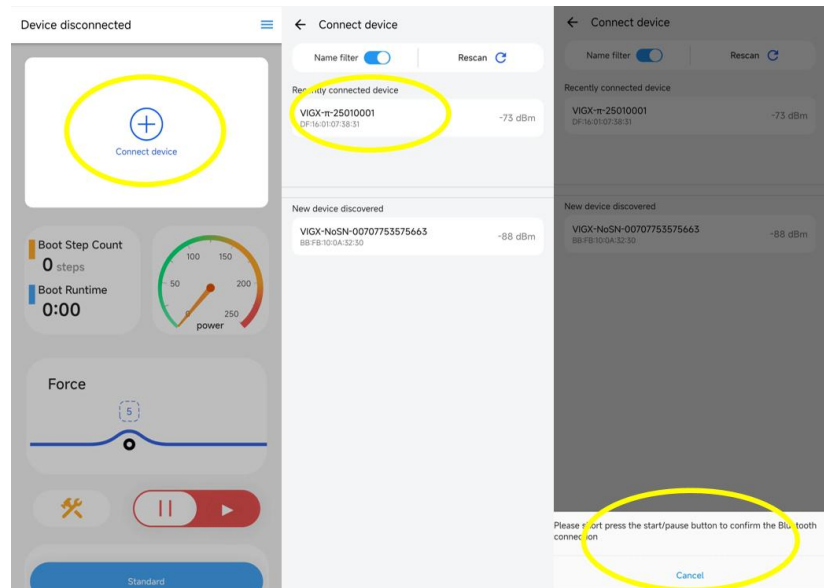 Device disconnected
Connect device
Boot Step Count
0 steps
Boot Runtime
0:00
50
100
150
200
250
power
Force
5
Standard
Connect device
Name filter
Rescan
Recently connected device
VIGX-π-25010001
DF:16:01:07:38:31
-73 dBm
New device discovered
VIGX-NoSN-00707753575663
BB:FB:10:0A:32:30
-88 dBm
Connect device
Name filter
Rescan
Recently connected device
VIGX-π-25010001
DF:16:01:07:38:31
-73 dBm
New device discovered
VIGX-NoSN-00707753575663
BB:FB:10:0A:32:30
-88 dBm
Please short press the start/pause button to confirm the Bluetooth
connection
Cancel